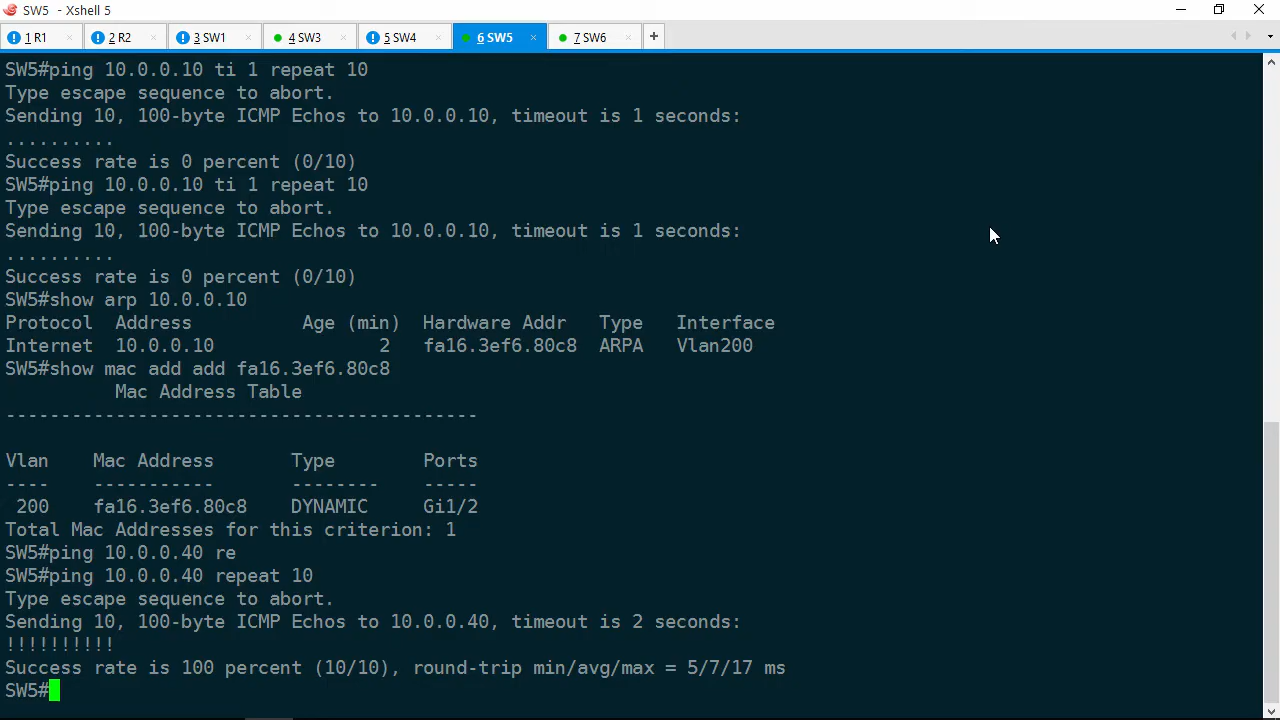 SW5 - Xshell 5
1 R1 × 2 R2 × 3 SW1 × 4 SW3 × 5 SW4 × 6 SW5 × 7 SW6 × +
SW5#ping 10.0.0.10 ti 1 repeat 10
Type escape sequence to abort.
Sending 10, 100-byte ICMP Echos to 10.0.0.10, timeout is 1 seconds:
..........
Success rate is 0 percent (0/10)
SW5#ping 10.0.0.10 ti 1 repeat 10
Type escape sequence to abort.
Sending 10, 100-byte ICMP Echos to 10.0.0.10, timeout is 1 seconds:
..........
Success rate is 0 percent (0/10)
SW5#show arp 10.0.0.10
Protocol  Address          Age (min)  Hardware Addr   Type   Interface
Internet  10.0.0.10               2   fa16.3ef6.80c8  ARPA   Vlan200
SW5#show mac add add fa16.3ef6.80c8
          Mac Address Table
-------------------------------------------

Vlan    Mac Address       Type        Ports
----    -----------       --------    -----
 200    fa16.3ef6.80c8    DYNAMIC     Gi1/2
Total Mac Addresses for this criterion: 1
SW5#ping 10.0.0.40 re
SW5#ping 10.0.0.40 repeat 10
Type escape sequence to abort.
Sending 10, 100-byte ICMP Echos to 10.0.0.40, timeout is 2 seconds:
!!!!!!!!!!
Success rate is 100 percent (10/10), round-trip min/avg/max = 5/7/17 ms
SW5#